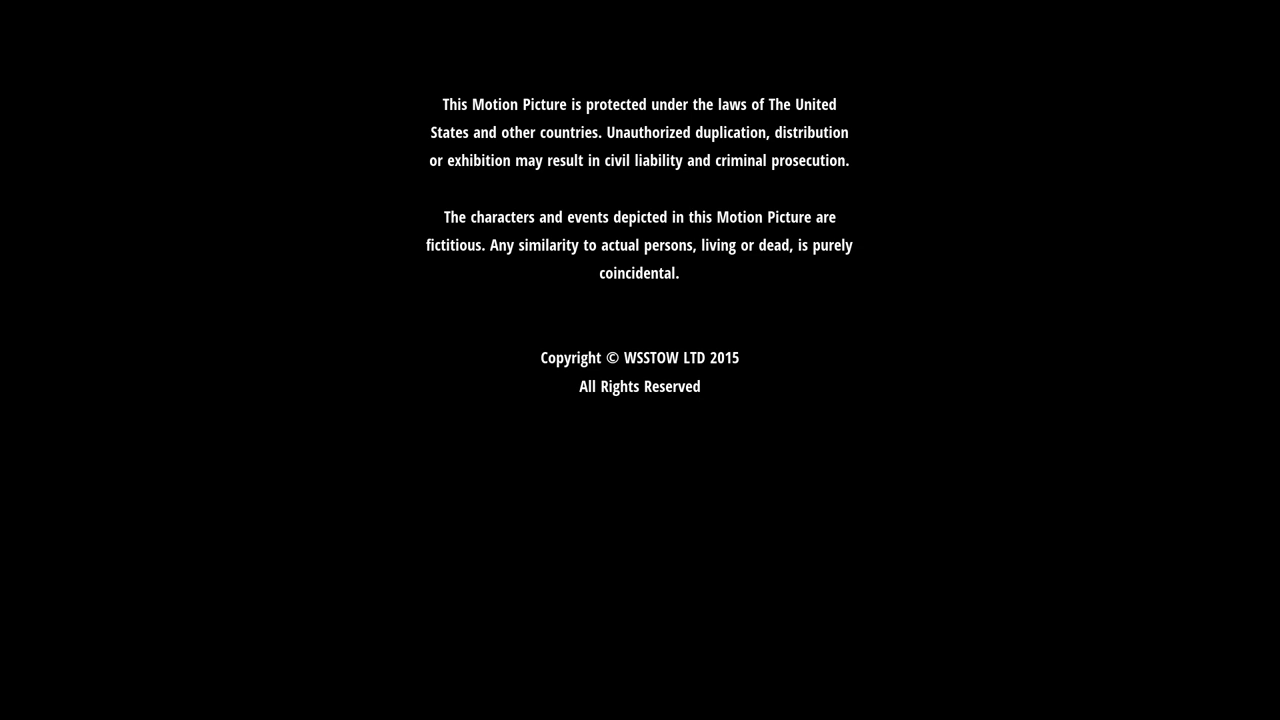 This Motion Picture is protected under the laws of The United
States and other countries. Unauthorized duplication, distribution
or exhibition may result in civil liability and criminal prosecution.
The characters and events depicted in this Motion Picture are
fictitious. Any similarity to actual persons, living or dead, is purely
coincidental.
Copyright © WSSTOW LTD 2015
All Rights Reserved